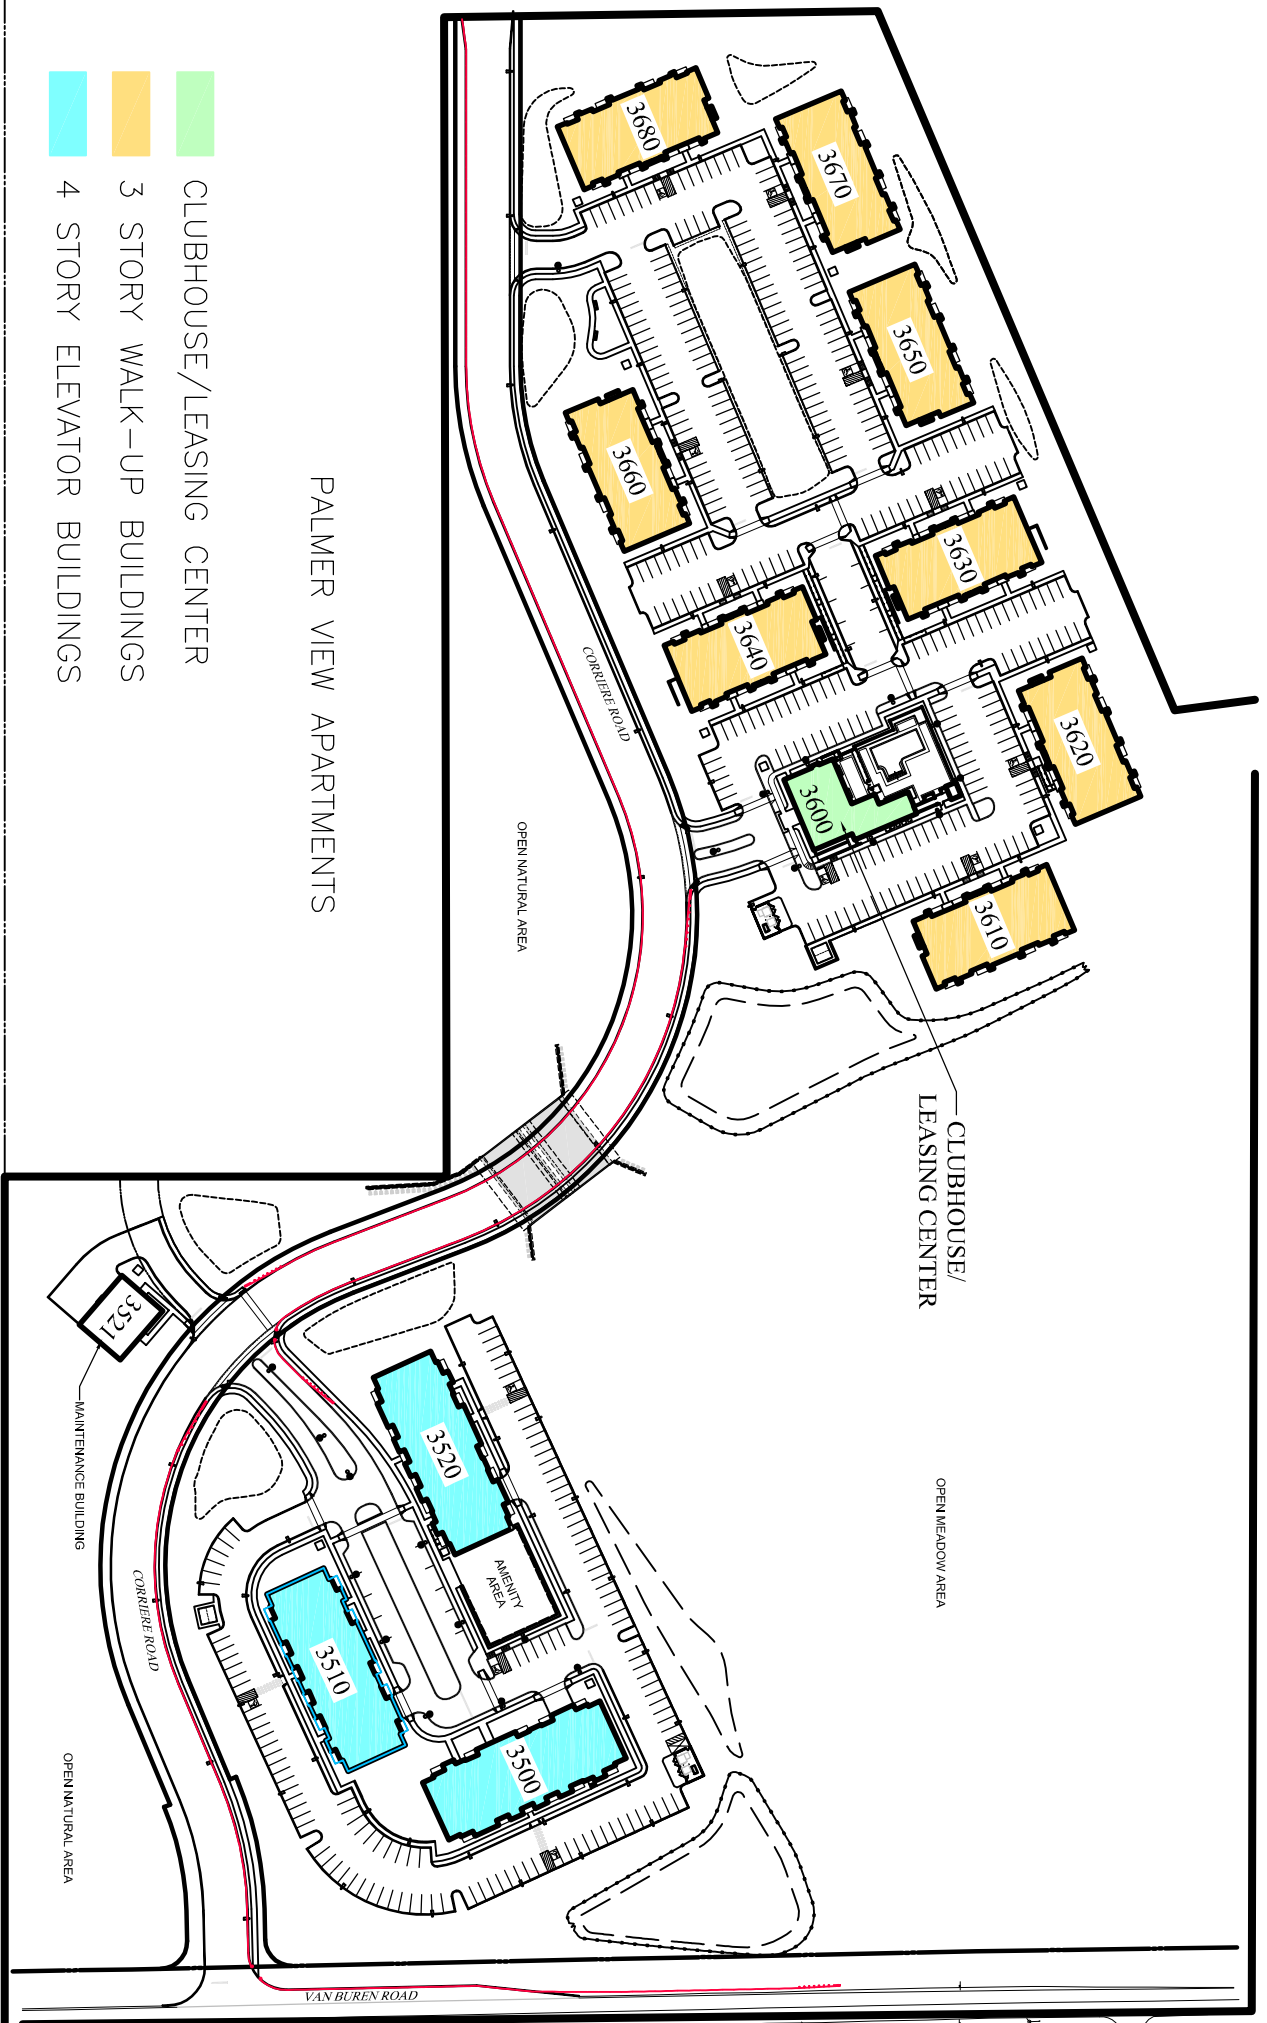 CLUBHOUSE/LEASING CENTER
3 STORY WALK-UP BUILDINGS
4 STORY ELEVATOR BUILDINGS
PALMER VIEW APARTMENTS
3680
3670
3650
3660
3630
3640
3620
3600
3610
CORRIERE ROAD
OPEN NATURAL AREA
CLUBHOUSE/
LEASING CENTER
3521
MAINTENANCE BUILDING
3520
AMENITY
AREA
3510
3500
OPEN MEADOW AREA
CORRIERE ROAD
OPEN NATURAL AREA
VAN BUREN ROAD